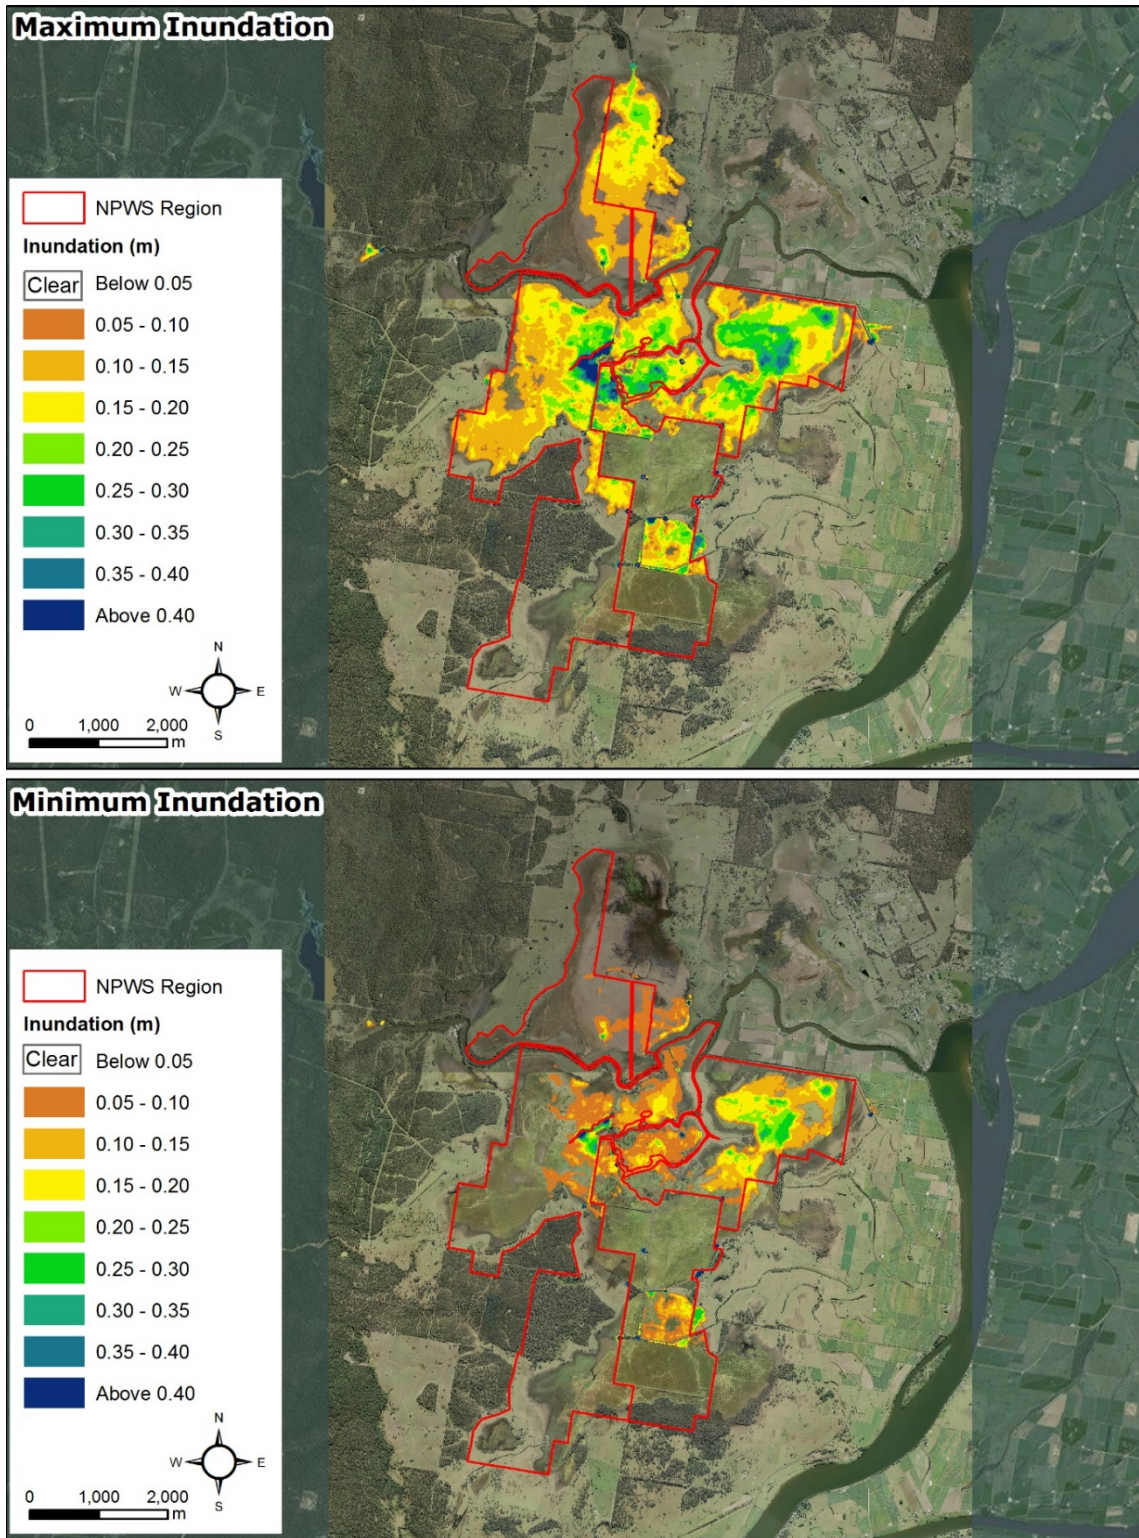 Maximum Inundation
NPWS Region
Inundation (m)
Clear Below 0.05
0.05 - 0.10
0.10 - 0.15
0.15 - 0.20
0.20 - 0.25
0.25 - 0.30
0.30 - 0.35
0.35 - 0.40
Above 0.40
N
W E
S
0 1,000 2,000
m
Minimum Inundation
NPWS Region
Inundation (m)
Clear Below 0.05
0.05 - 0.10
0.10 - 0.15
0.15 - 0.20
0.20 - 0.25
0.25 - 0.30
0.30 - 0.35
0.35 - 0.40
Above 0.40
N
W E
S
0 1,000 2,000
m